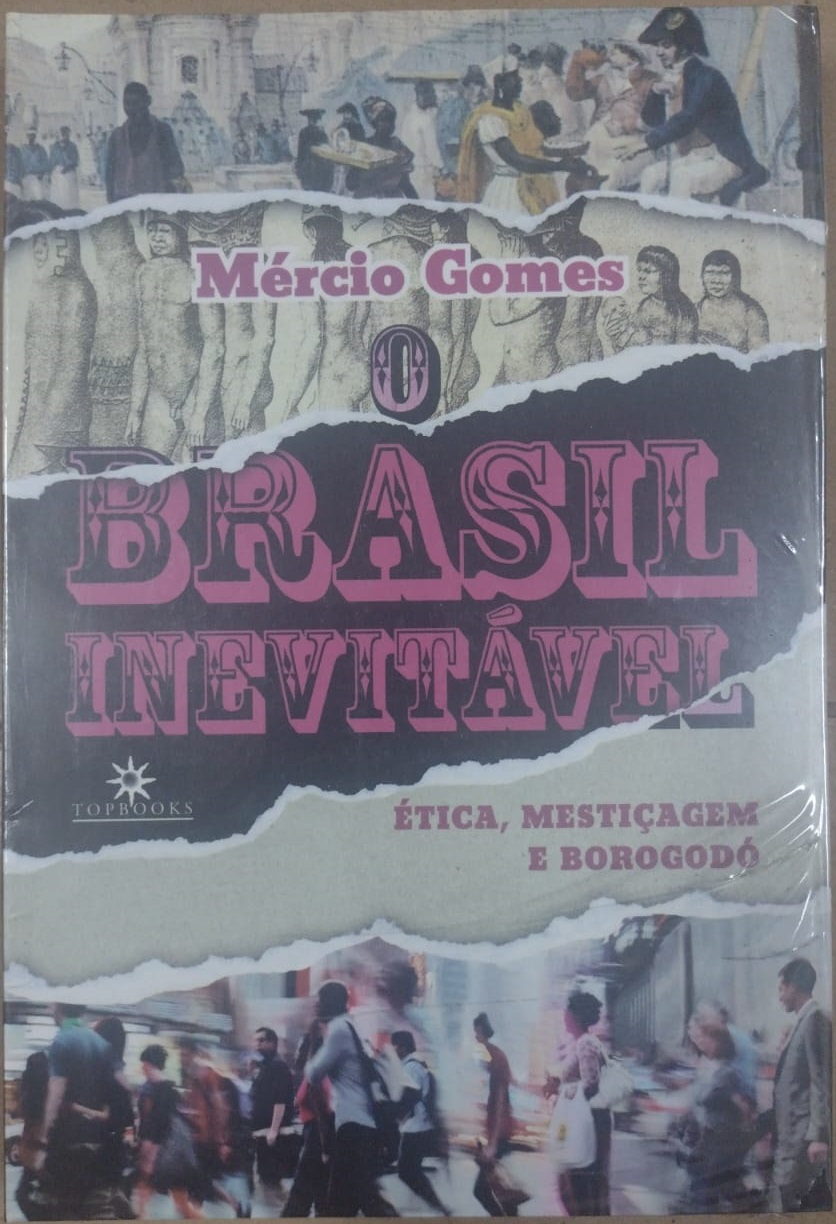 Mércio Gomes
O
BRASIL
INEVITÁVEL
TOPBOOKS
ÉTICA, MESTIÇAGEM
E BOROGODÓ